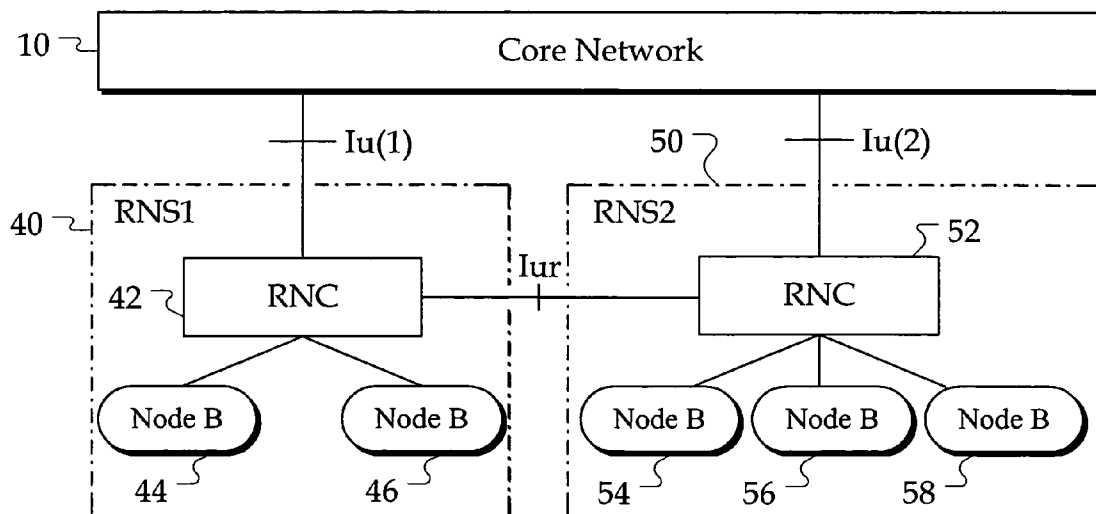 10
Core Network
Iu(1)
50
Iu(2)
40
RNS1
RNS2
52
42
RNC
Iur
RNC
Node B
Node B
Node B
Node B
Node B
44
46
54
56
58